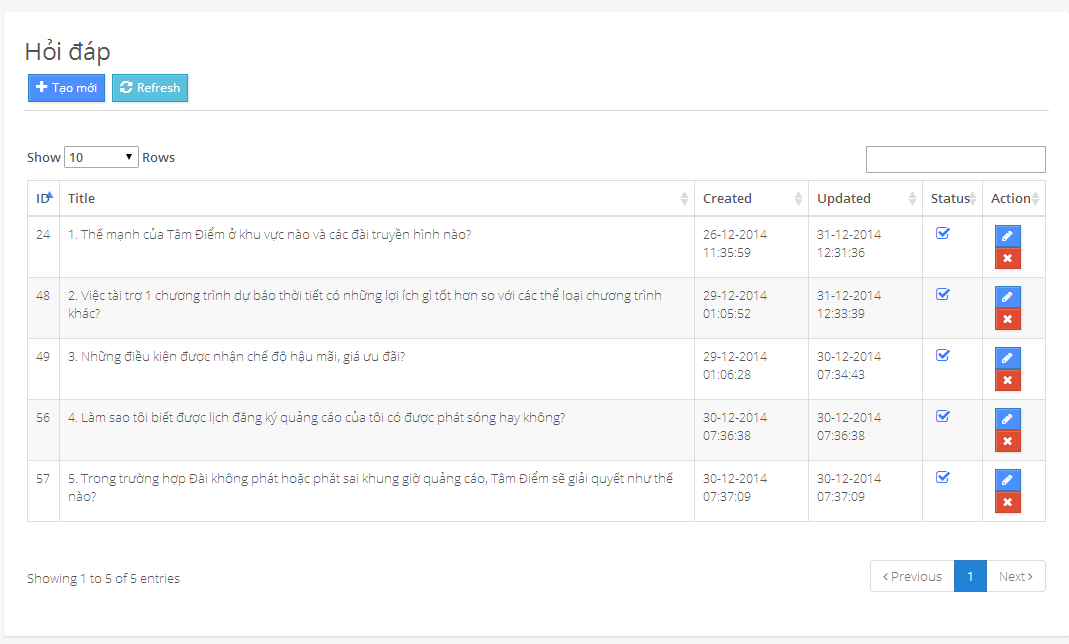 Hỏi đáp
Tạo mới Refresh
Show 10 Rows
ID Title Created Updated Status Action
24 1. Thế mạnh của Tâm Điểm ở khu vực nào và các đài truyền hình nào? 26-12-2014 31-12-2014
11:35:59 12:31:36
48 2. Việc tài trợ 1 chương trình dự báo thời tiết có những lợi ích gì tốt hơn so với các thể loại chương trình 29-12-2014 31-12-2014
khác? 01:05:52 12:33:39
49 3. Những điều kiện được nhận chế độ hậu mãi, giá ưu đãi? 29-12-2014 30-12-2014
01:06:28 07:34:43
56 4. Làm sao tôi biết được lịch đăng ký quảng cáo của tôi có được phát sóng hay không? 30-12-2014 30-12-2014
07:36:38 07:36:38
57 5. Trong trường hợp Đài không phát hoặc phát sai khung giờ quảng cáo, Tâm Điểm sẽ giải quyết như thế 30-12-2014 30-12-2014
nào? 07:37:09 07:37:09
Showing 1 to 5 of 5 entries ‹ Previous 1 Next ›